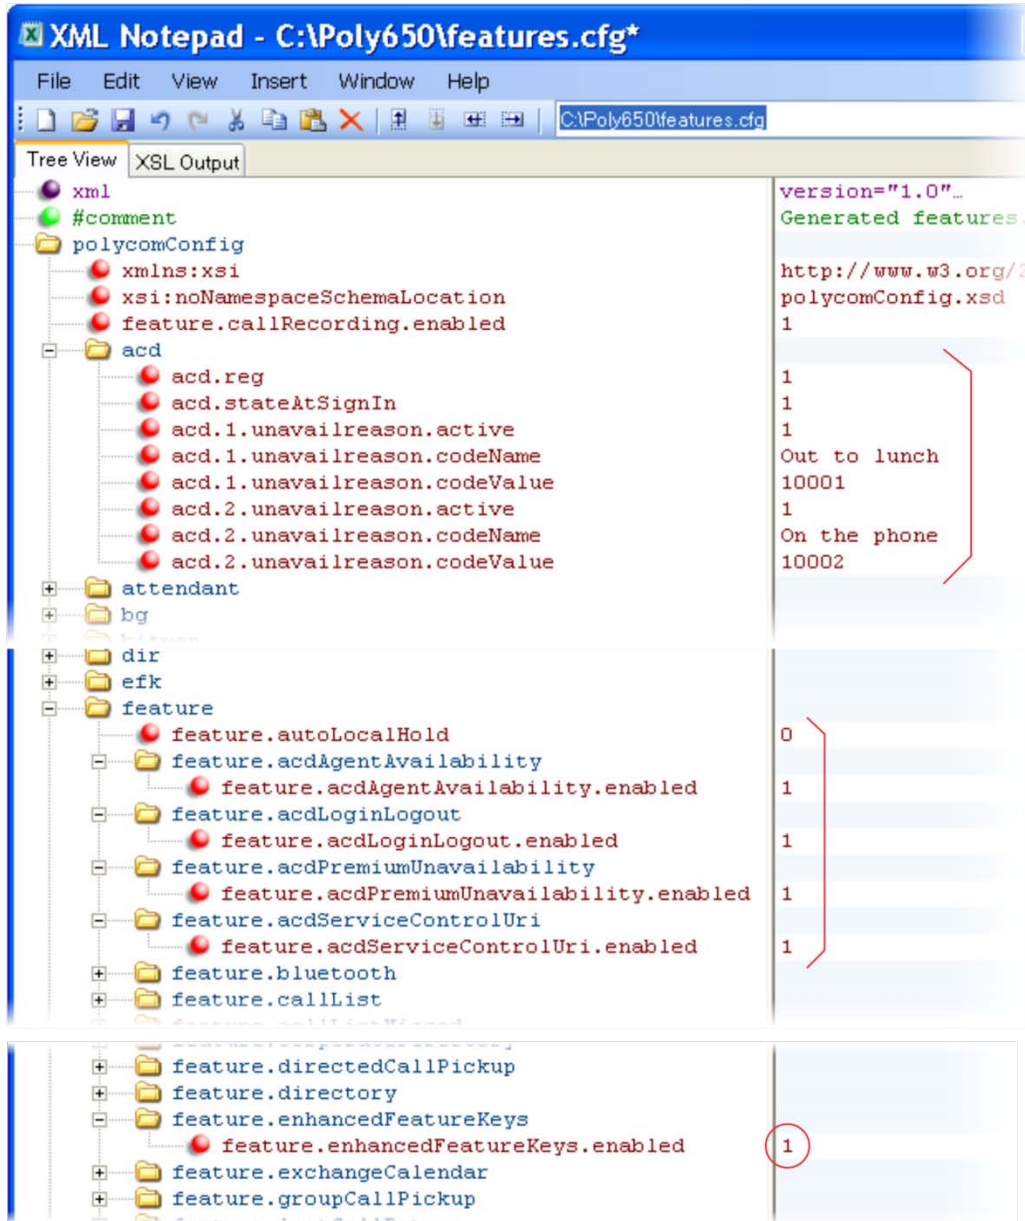 XML Notepad - C:\Poly650\features.cfg*
File Edit View Insert Window Help
C:\Poly650\features.cfg
Tree View XSL Output
xml version="1.0"…
#comment Generated features.
polycomConfig
xmlns:xsi http://www.w3.org/2
xsi:noNamespaceSchemaLocation polycomConfig.xsd
feature.callRecording.enabled 1
acd
acd.reg 1
acd.stateAtSignIn 1
acd.1.unavailreason.active 1
acd.1.unavailreason.codeName Out to lunch
acd.1.unavailreason.codeValue 10001
acd.2.unavailreason.active 1
acd.2.unavailreason.codeName On the phone
acd.2.unavailreason.codeValue 10002
attendant
bg
dir
efk
feature
feature.autoLocalHold 0
feature.acdAgentAvailability
feature.acdAgentAvailability.enabled 1
feature.acdLoginLogout
feature.acdLoginLogout.enabled 1
feature.acdPremiumUnavailability
feature.acdPremiumUnavailability.enabled 1
feature.acdServiceControlUri
feature.acdServiceControlUri.enabled 1
feature.bluetooth
feature.callList
feature.directedCallPickup
feature.directory
feature.enhancedFeatureKeys
feature.enhancedFeatureKeys.enabled 1
feature.exchangeCalendar
feature.groupCallPickup